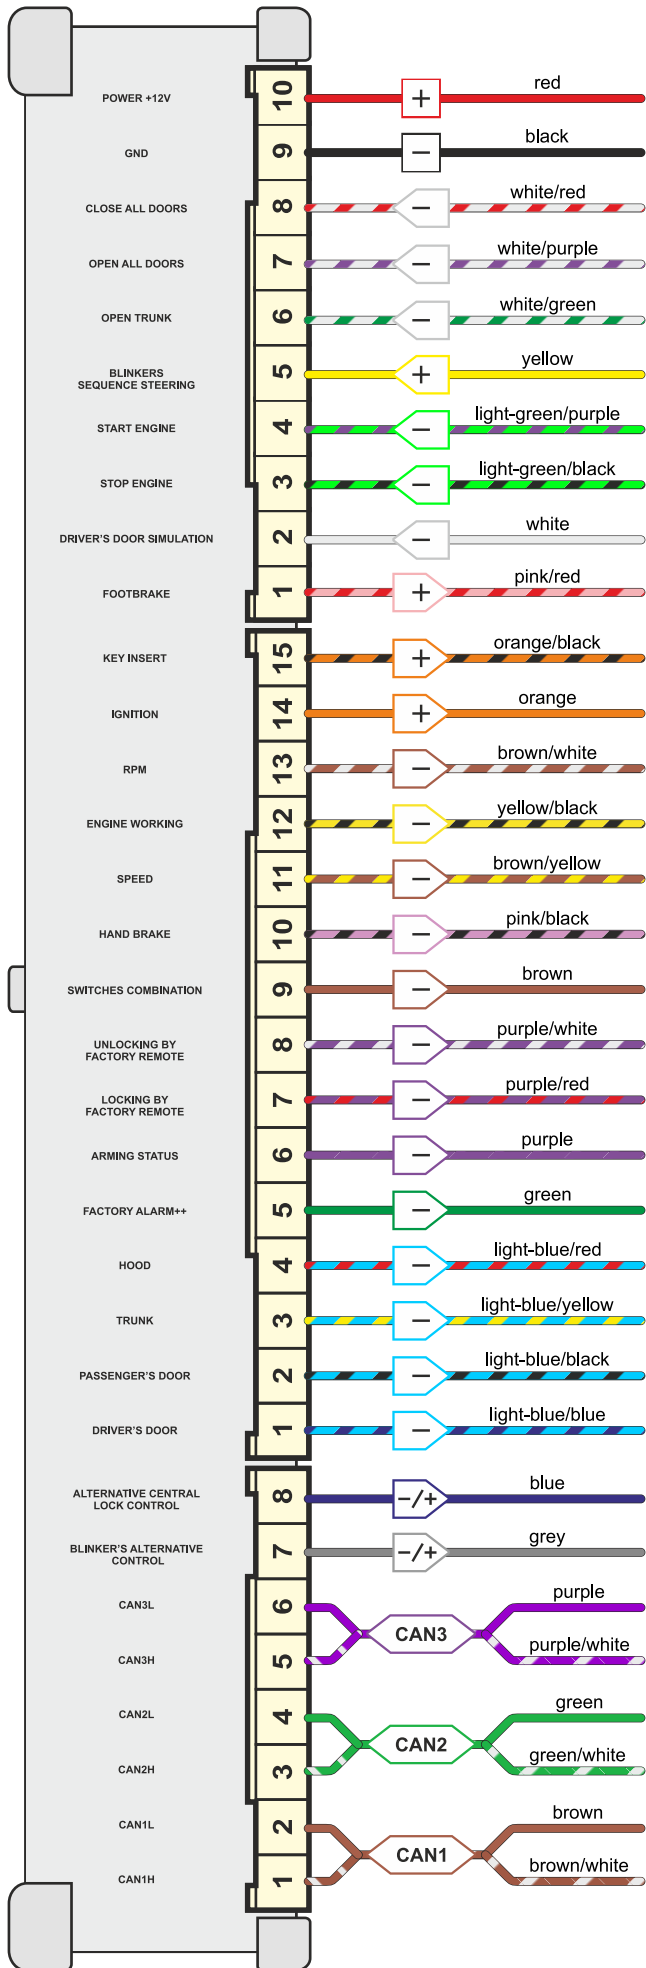 POWER +12V 10 + red
GND 9 − black
CLOSE ALL DOORS 8 − white/red
OPEN ALL DOORS 7 − white/purple
OPEN TRUNK 6 − white/green
BLINKERS
SEQUENCE STEERING 5 + yellow
START ENGINE 4 − light-green/purple
STOP ENGINE 3 − light-green/black
DRIVER'S DOOR SIMULATION 2 − white
FOOTBRAKE 1 + pink/red
KEY INSERT 15 + orange/black
IGNITION 14 + orange
RPM 13 − brown/white
ENGINE WORKING 12 − yellow/black
SPEED 11 − brown/yellow
HAND BRAKE 10 − pink/black
SWITCHES COMBINATION 9 − brown
UNLOCKING BY
FACTORY REMOTE 8 − purple/white
LOCKING BY
FACTORY REMOTE 7 − purple/red
ARMING STATUS 6 − purple
FACTORY ALARM++ 5 − green
HOOD 4 − light-blue/red
TRUNK 3 − light-blue/yellow
PASSENGER'S DOOR 2 − light-blue/black
DRIVER'S DOOR 1 − light-blue/blue
ALTERNATIVE CENTRAL
LOCK CONTROL 8 −/+ blue
BLINKER'S ALTERNATIVE
CONTROL 7 −/+ grey
CAN3L 6 purple
CAN3
CAN3H 5 purple/white
CAN2L 4 green
CAN2
CAN2H 3 green/white
CAN1L 2 brown
CAN1
CAN1H 1 brown/white